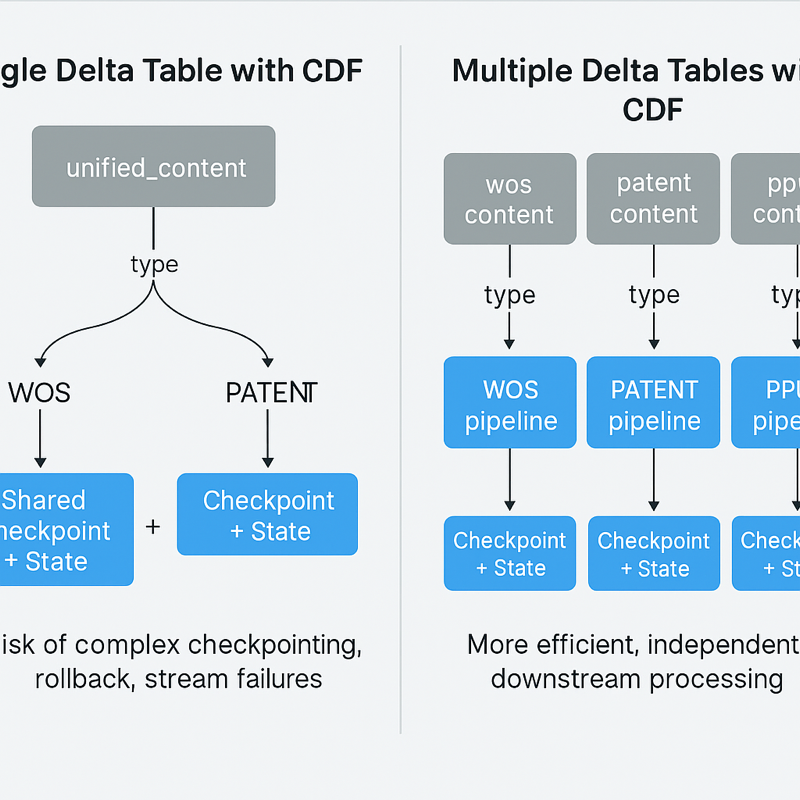 gle Delta Table with CDF
unified_content
type
WOS
PATENT
Shared
heckpoint
+ State
+
Checkpoint
+ State
isk of complex checkpointing,
rollback, stream failures
Multiple Delta Tables wi
CDF
wos
content
patent
content
pp
cont
type
type
typ
WOS
pipeline
PATENT
pipeline
PPU
pipe
Checkpoint
+ State
Checkpoint
+ State
Check
+ St
More efficient, independent
downstream processing